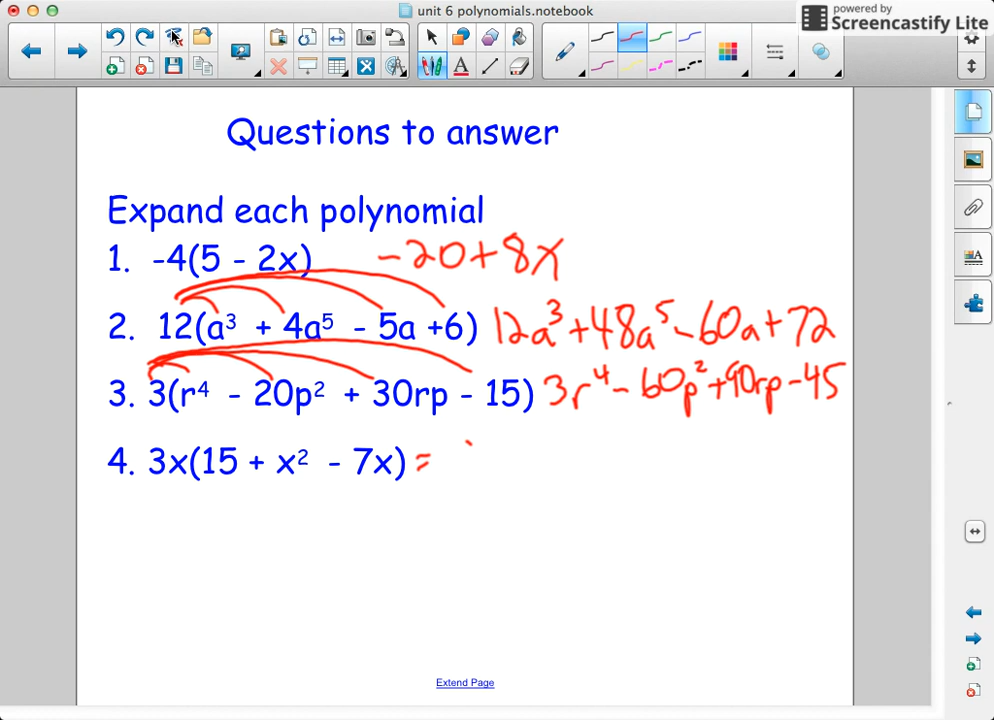 unit 6 polynomials.notebook
powered by
Screencastify Lite
Questions to answer
Expand each polynomial
1. -4(5 - 2x) -20+8x
2. 12(a³ + 4a⁵ - 5a +6) 12a³+48a⁵-60a+72
3. 3(r⁴ - 20p² + 30rp - 15) 3r⁴-60p²+90rp-45
4. 3x(15 + x² - 7x) =
Extend Page